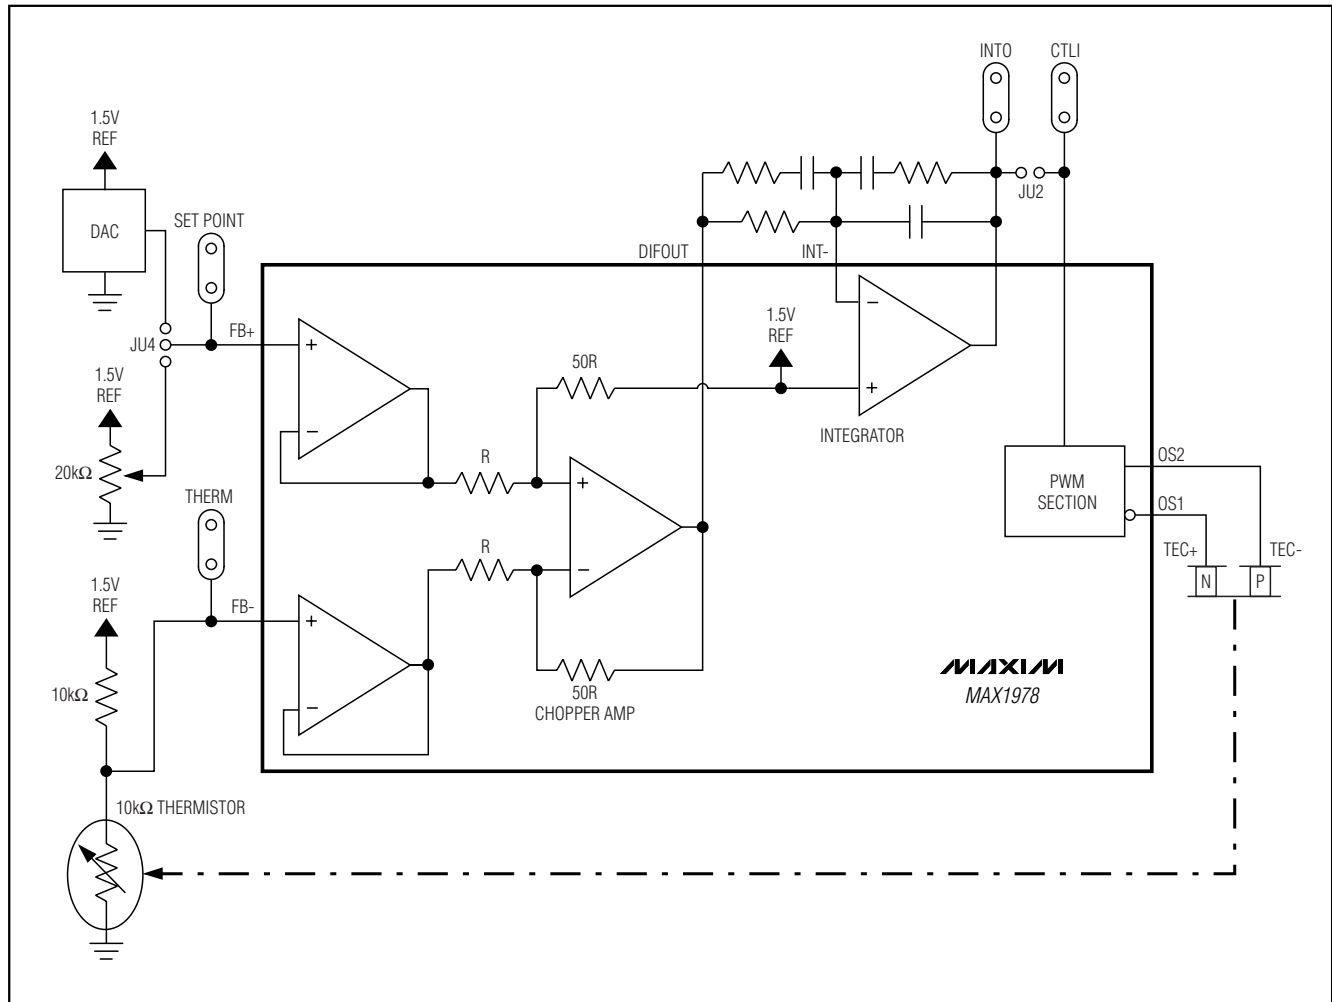 INTO
CTLI
1.5V
REF
DAC
SET POINT
JU2
DIFOUT
INT-
FB+
JU4
+
−
1.5V
REF
−
+
INTEGRATOR
50R
1.5V
REF
20kΩ
R
+
−
PWM
SECTION
OS2
OS1
THERM
R
TEC+
TEC-
N
P
1.5V
REF
FB-
+
−
10kΩ
50R
CHOPPER AMP
MAXIM
MAX1978
10kΩ THERMISTOR